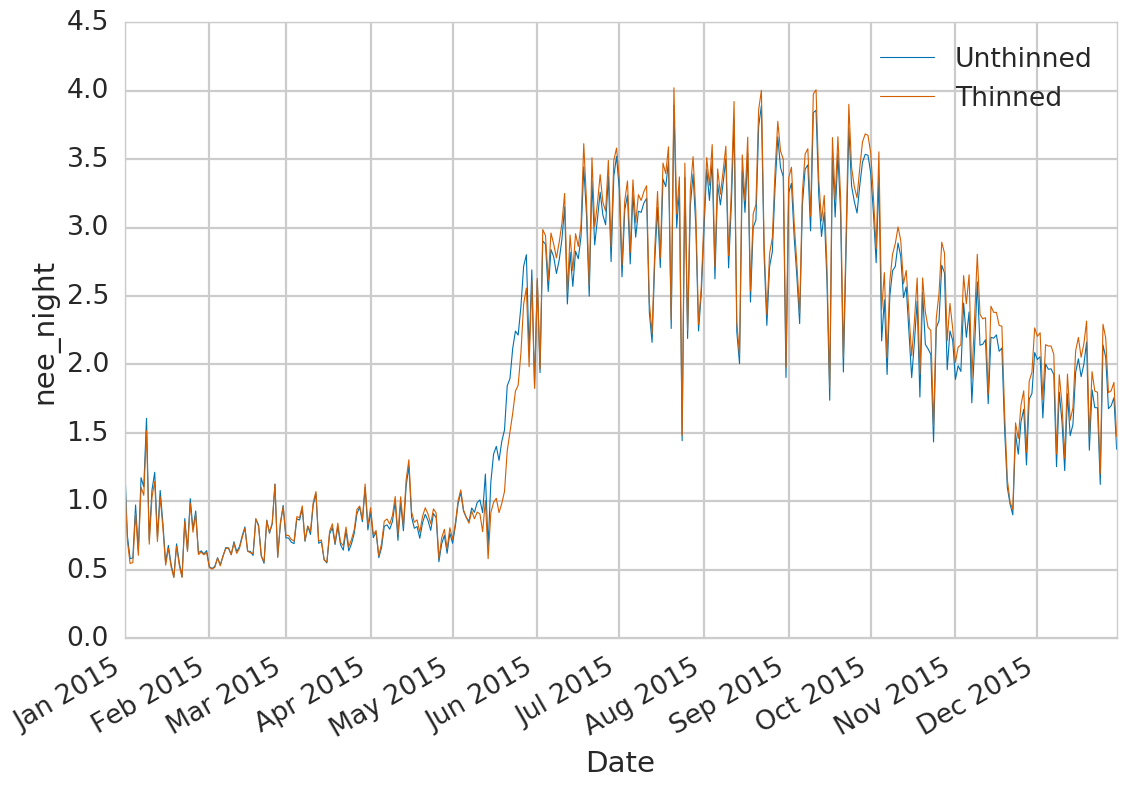 4.5
4.0
3.5
3.0
2.5
2.0
1.5
1.0
0.5
0.0
nee_night
Unthinned
Thinned
Jan 2015
Feb 2015
Mar 2015
Apr 2015
May 2015
Jun 2015
Jul 2015
Aug 2015
Sep 2015
Oct 2015
Nov 2015
Dec 2015
Date